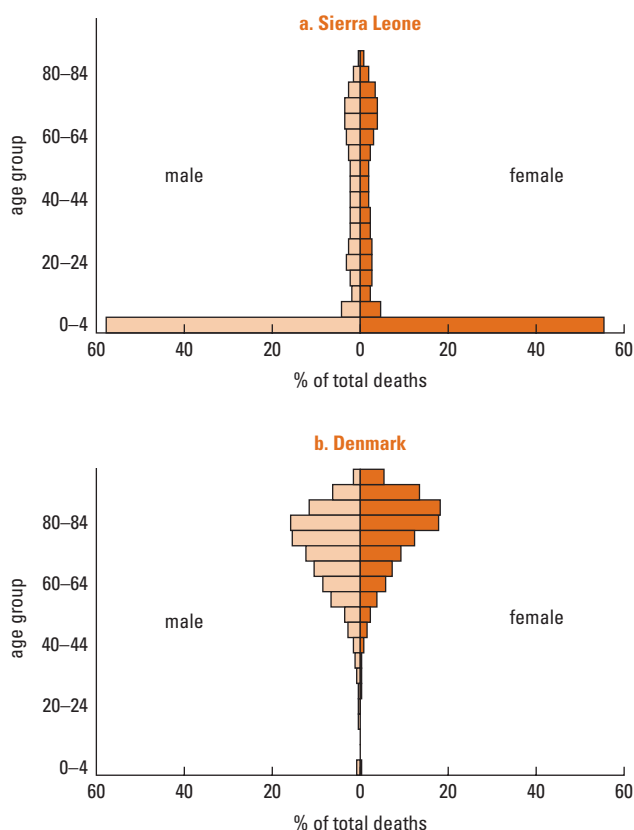 a. Sierra Leone
80–84
60–64
40–44
20–24
0–4
age group
male
female
60 40 20 0 20 40 60
% of total deaths
b. Denmark
80–84
60–64
40–44
20–24
0–4
age group
male
female
60 40 20 0 20 40 60
% of total deaths